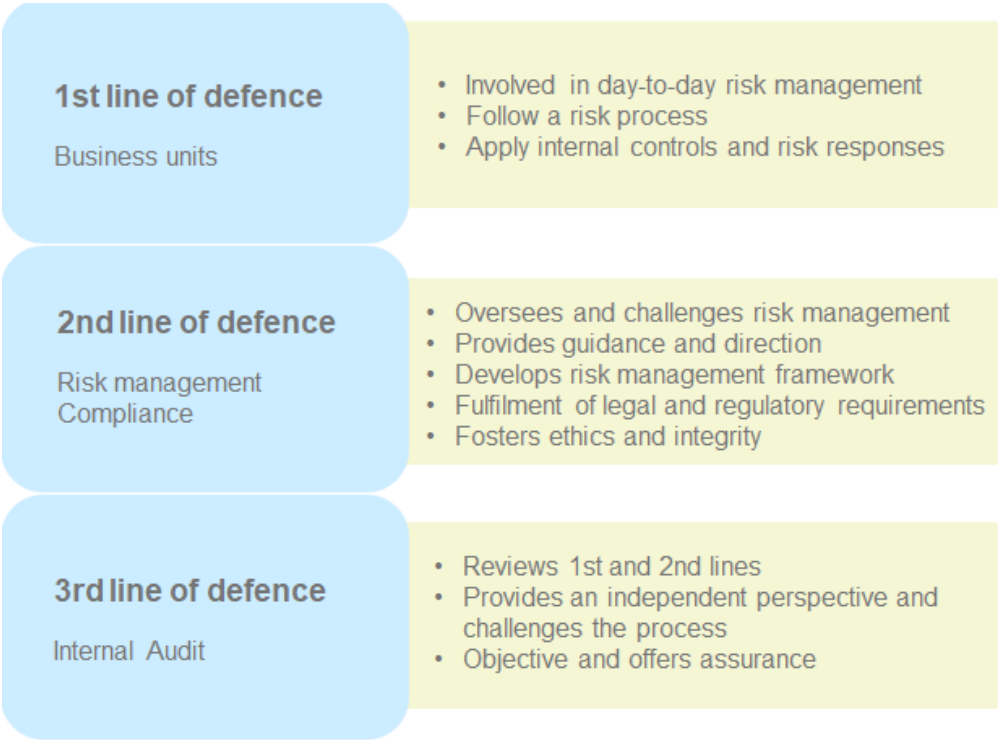 1st line of defence
Business units
• Involved in day-to-day risk management
• Follow a risk process
• Apply internal controls and risk responses
2nd line of defence
Risk management
Compliance
• Oversees and challenges risk management
• Provides guidance and direction
• Develops risk management framework
• Fulfilment of legal and regulatory requirements
• Fosters ethics and integrity
3rd line of defence
Internal Audit
• Reviews 1st and 2nd lines
• Provides an independent perspective and
challenges the process
• Objective and offers assurance